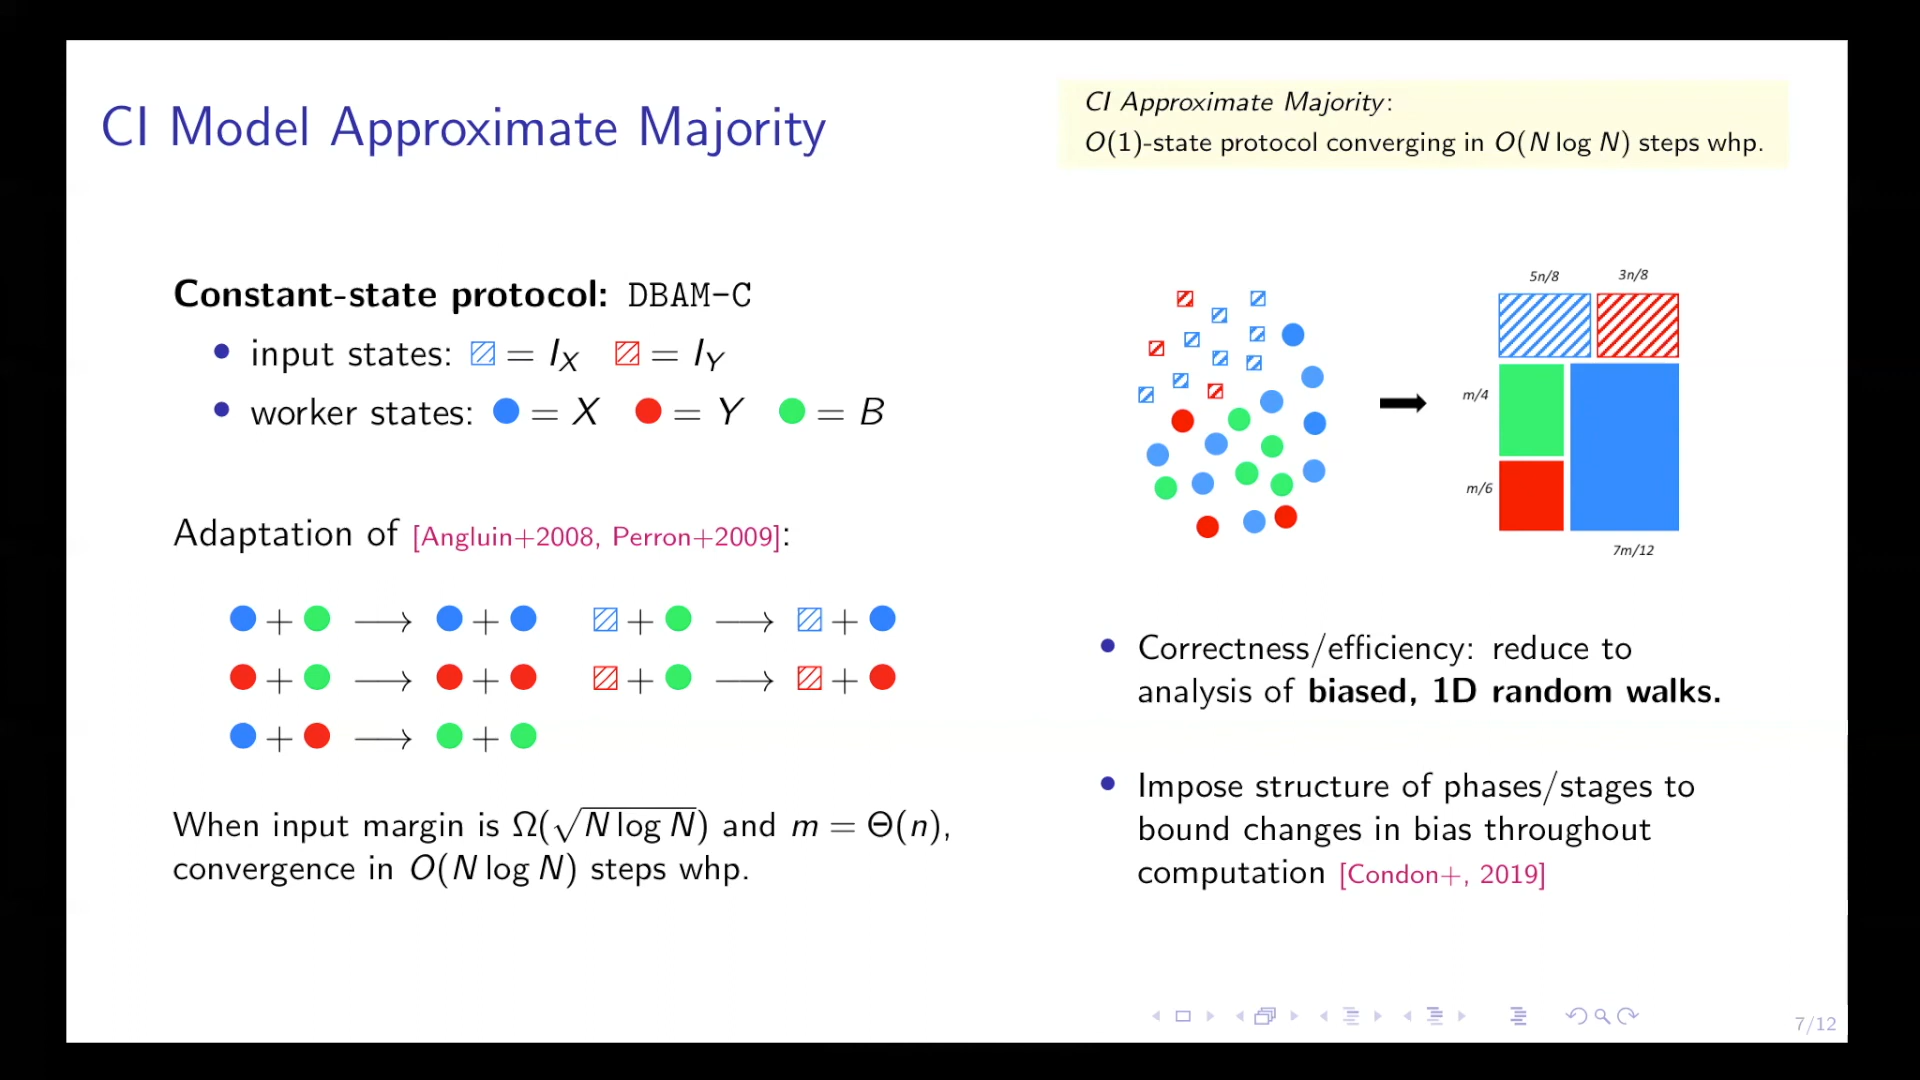 CI Model Approximate Majority
CI Approximate Majority:
O(1)-state protocol converging in O(N log N) steps whp.
Constant-state protocol: DBAM-C
• input states: = I_X = I_Y
• worker states: = X = Y = B
Adaptation of [Angluin+2008, Perron+2009]:
+ ⟶ + + ⟶ +
+ ⟶ + + ⟶ +
+ ⟶ +
When input margin is Ω(√N log N) and m = Θ(n),
convergence in O(N log N) steps whp.
5n/8 3n/8
m/4
m/6
7m/12
• Correctness/efficiency: reduce to
analysis of biased, 1D random walks.
• Impose structure of phases/stages to
bound changes in bias throughout
computation [Condon+, 2019]
7/12